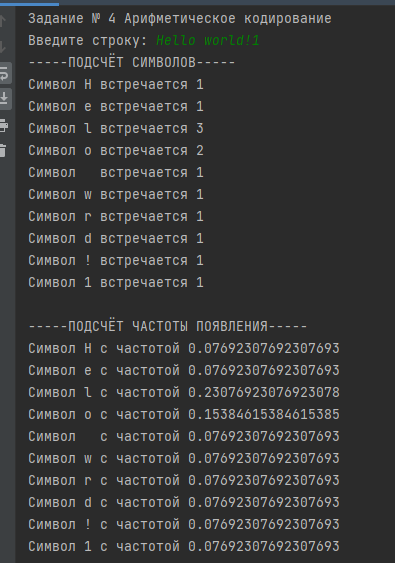 Задание № 4 Арифметическое кодирование
Введите строку: Hello world!1
-----ПОДСЧЁТ СИМВОЛОВ-----
Символ H встречается 1
Символ e встречается 1
Символ l встречается 3
Символ o встречается 2
Символ   встречается 1
Символ w встречается 1
Символ r встречается 1
Символ d встречается 1
Символ ! встречается 1
Символ 1 встречается 1
-----ПОДСЧЁТ ЧАСТОТЫ ПОЯВЛЕНИЯ-----
Символ H с частотой 0.07692307692307693
Символ e с частотой 0.07692307692307693
Символ l с частотой 0.23076923076923078
Символ o с частотой 0.15384615384615385
Символ   с частотой 0.07692307692307693
Символ w с частотой 0.07692307692307693
Символ r с частотой 0.07692307692307693
Символ d с частотой 0.07692307692307693
Символ ! с частотой 0.07692307692307693
Символ 1 с частотой 0.07692307692307693